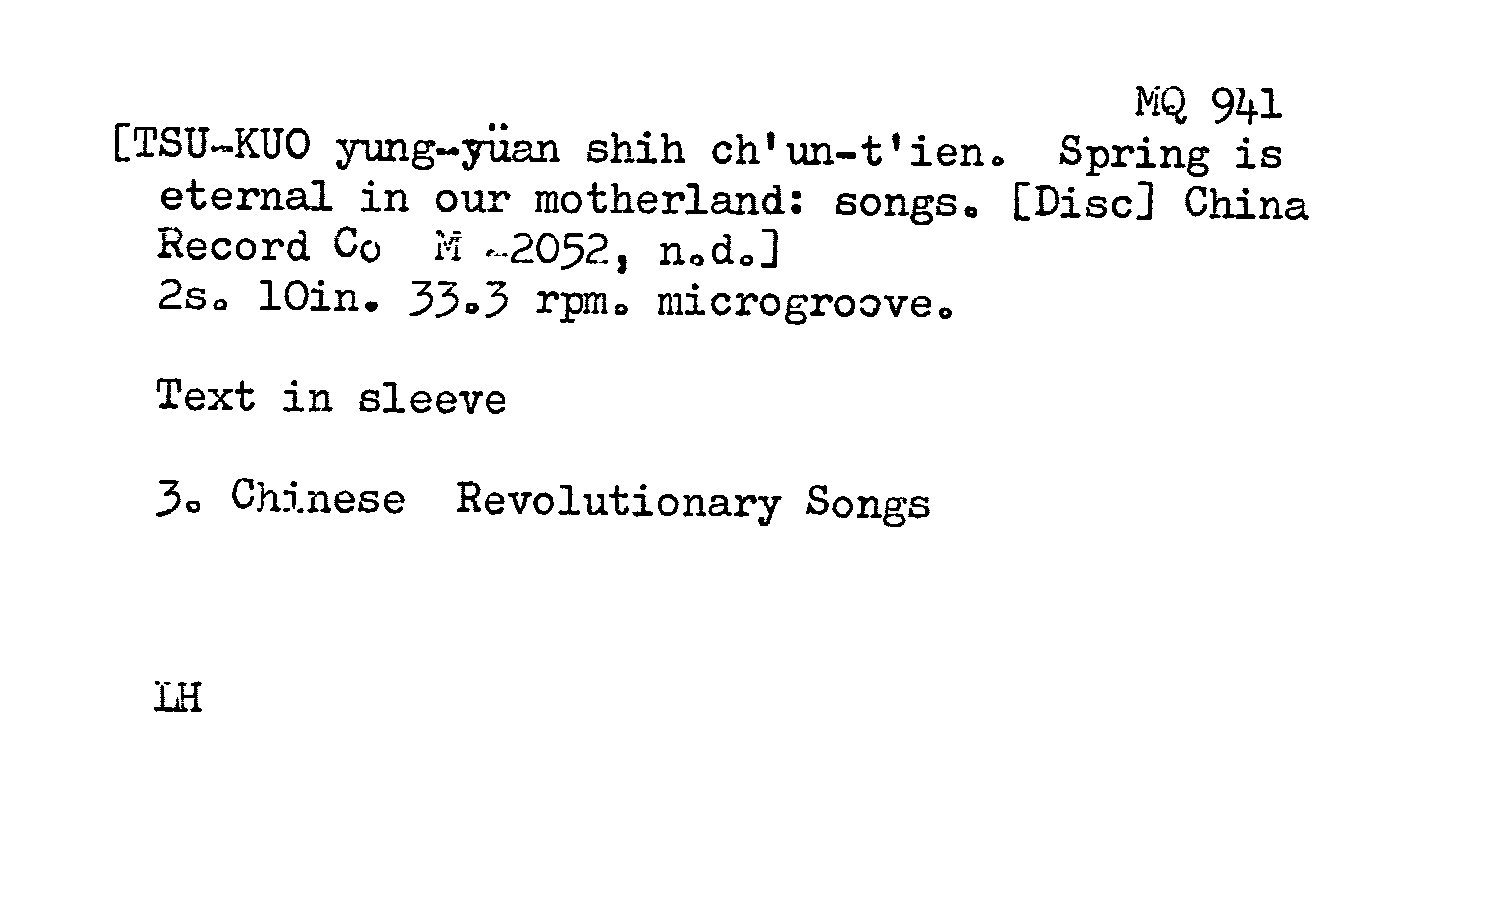 MQ 941
[TSU-KUO yung-yüan shih ch'un-t'ien. Spring is
eternal in our motherland: songs. [Disc] China
Record Co M -2052, n.d.]
2s. 10in. 33.3 rpm. microgroove.
Text in sleeve
3. Chinese Revolutionary Songs
LH